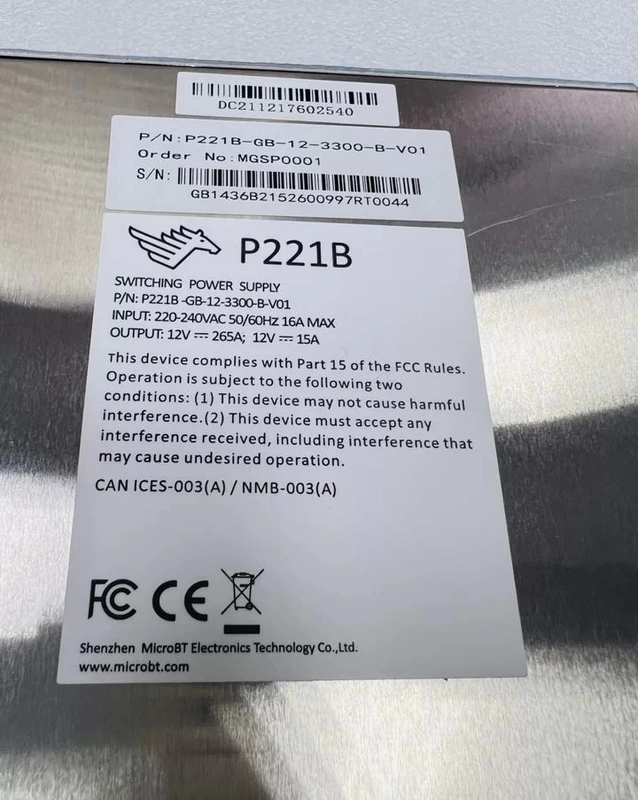 DC211217602540
P/N:P221B-GB-12-3300-B-V01
Order No:MGSP0001
S/N:
GB1436B2152600997RT0044
P221B
SWITCHING POWER SUPPLY
P/N: P221B -GB-12-3300-B-V01
INPUT: 220-240VAC 50/60Hz 16A MAX
OUTPUT: 12V ⎓ 265A; 12V ⎓ 15A
This device complies with Part 15 of the FCC Rules.
Operation is subject to the following two
conditions: (1) This device may not cause harmful
interference.(2) This device must accept any
interference received, including interference that
may cause undesired operation.
CAN ICES-003(A) / NMB-003(A)
FC CE
Shenzhen MicroBT Electronics Technology Co.,Ltd.
www.microbt.com